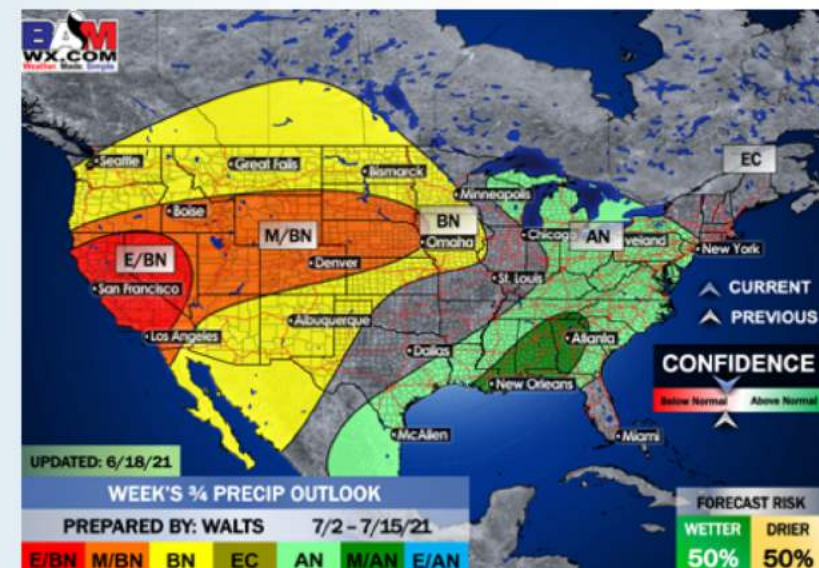 BAM
WX.COM
Weather Made Simple
Seattle
Great Falls
Bismarck
Minneapolis
EC
Boise
M/BN
BN
Omaha
Chicago
AN
veland
New York
E/BN
Denver
St. Louis
San Francisco
CURRENT
Los Angeles
Albuquerque
PREVIOUS
Dallas
Atlanta
CONFIDENCE
New Orleans
Below Normal Above Normal
McAllen
Miami
UPDATED: 6/18/21
WEEK'S ¾ PRECIP OUTLOOK
PREPARED BY: WALTS 7/2 – 7/15/21
E/BN M/BN BN EC AN M/AN E/AN
FORECAST RISK
WETTER DRIER
50% 50%